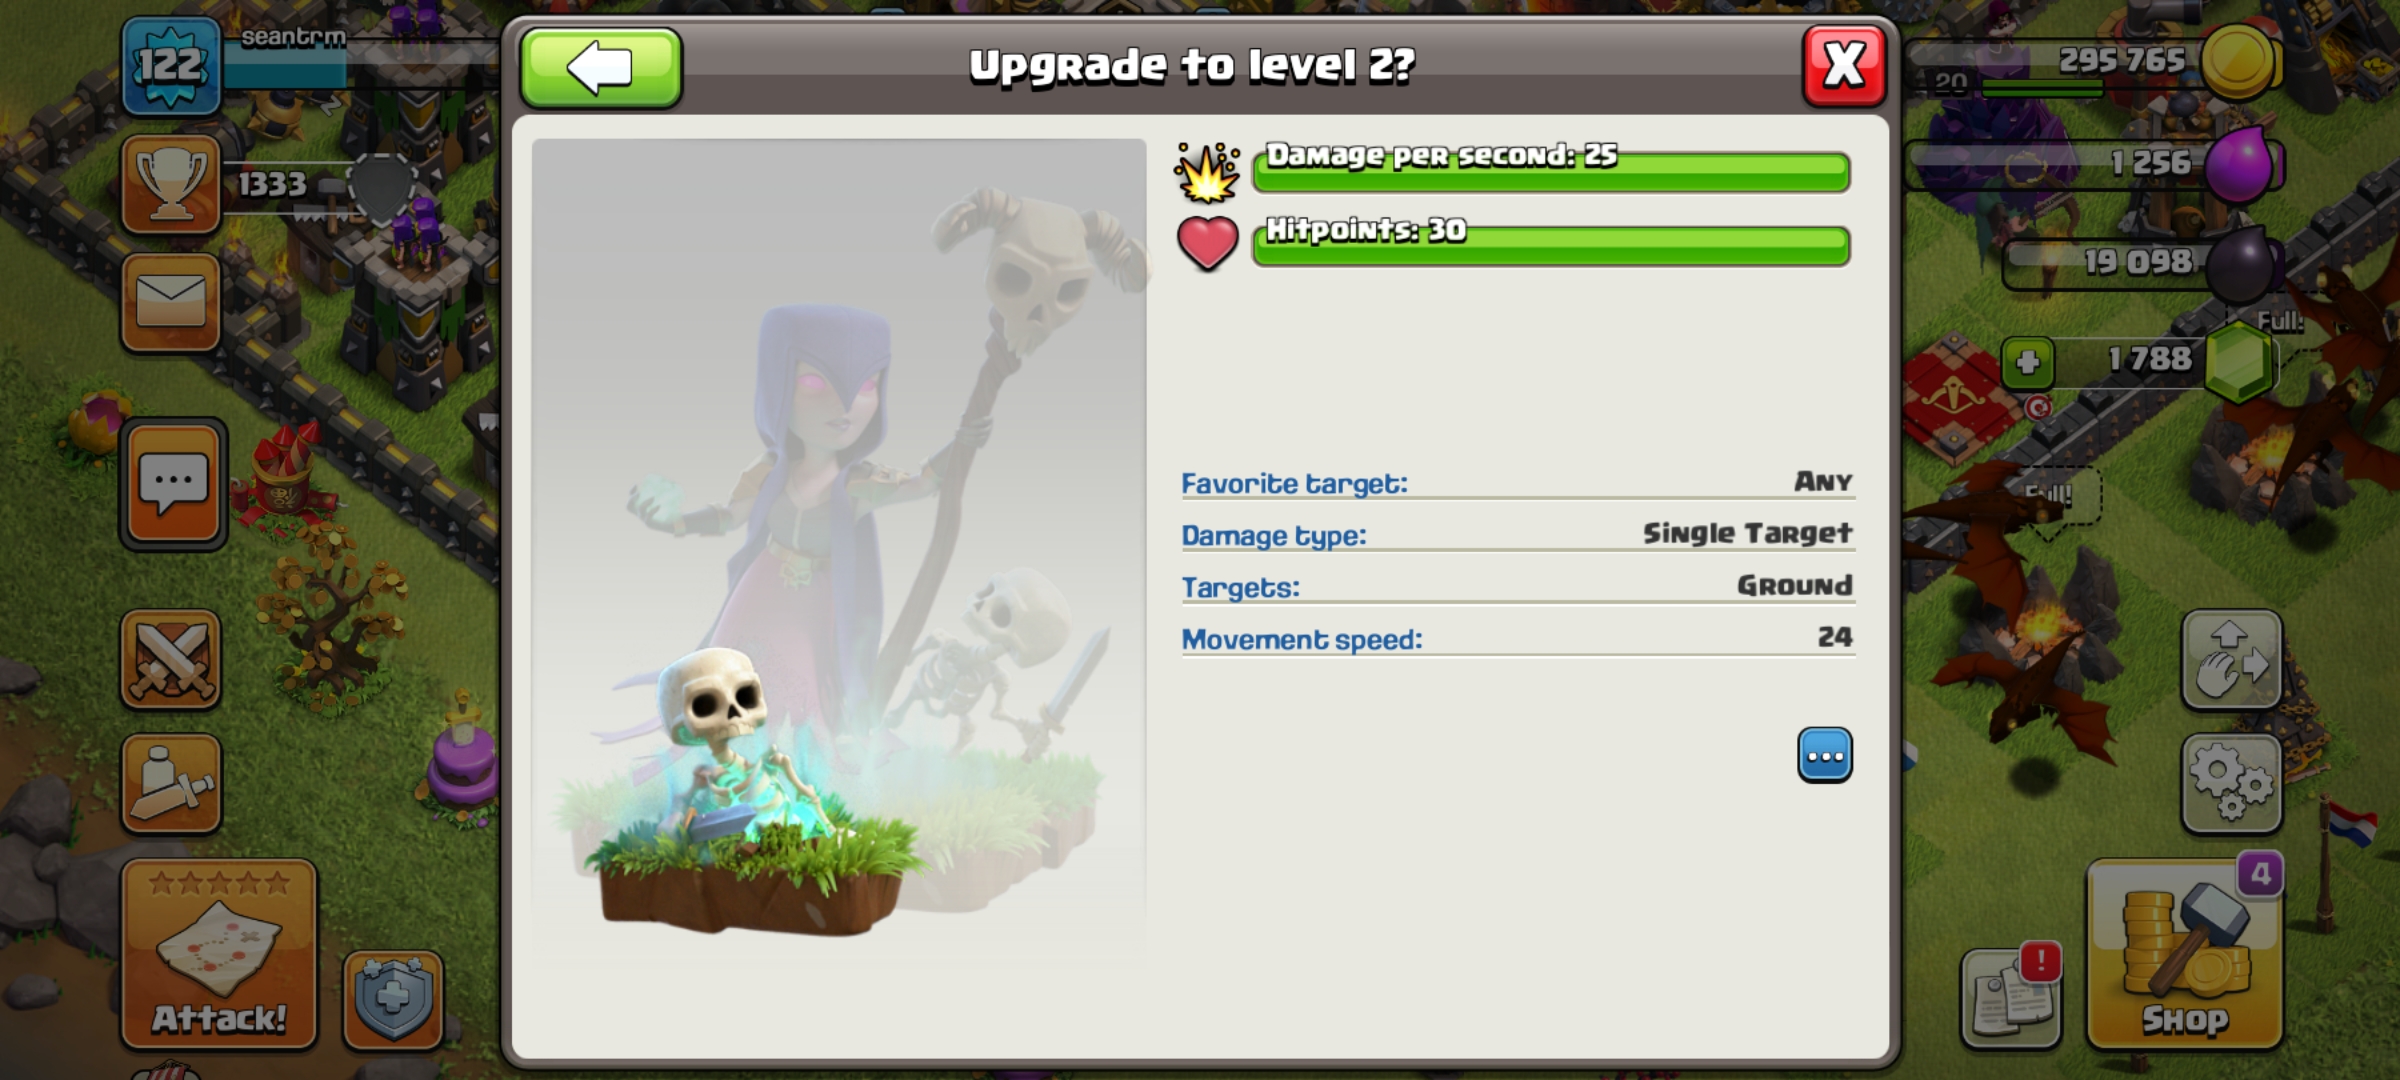 122
seantrm
1333
Attack!
Upgrade to level 2?
X
Damage per second: 25
Hitpoints: 30
Favorite target: Any
Damage type: Single Target
Targets: Ground
Movement speed: 24
...
295 765
20
1 256
19 098
Full!
1 788
Full!
4
!
Shop